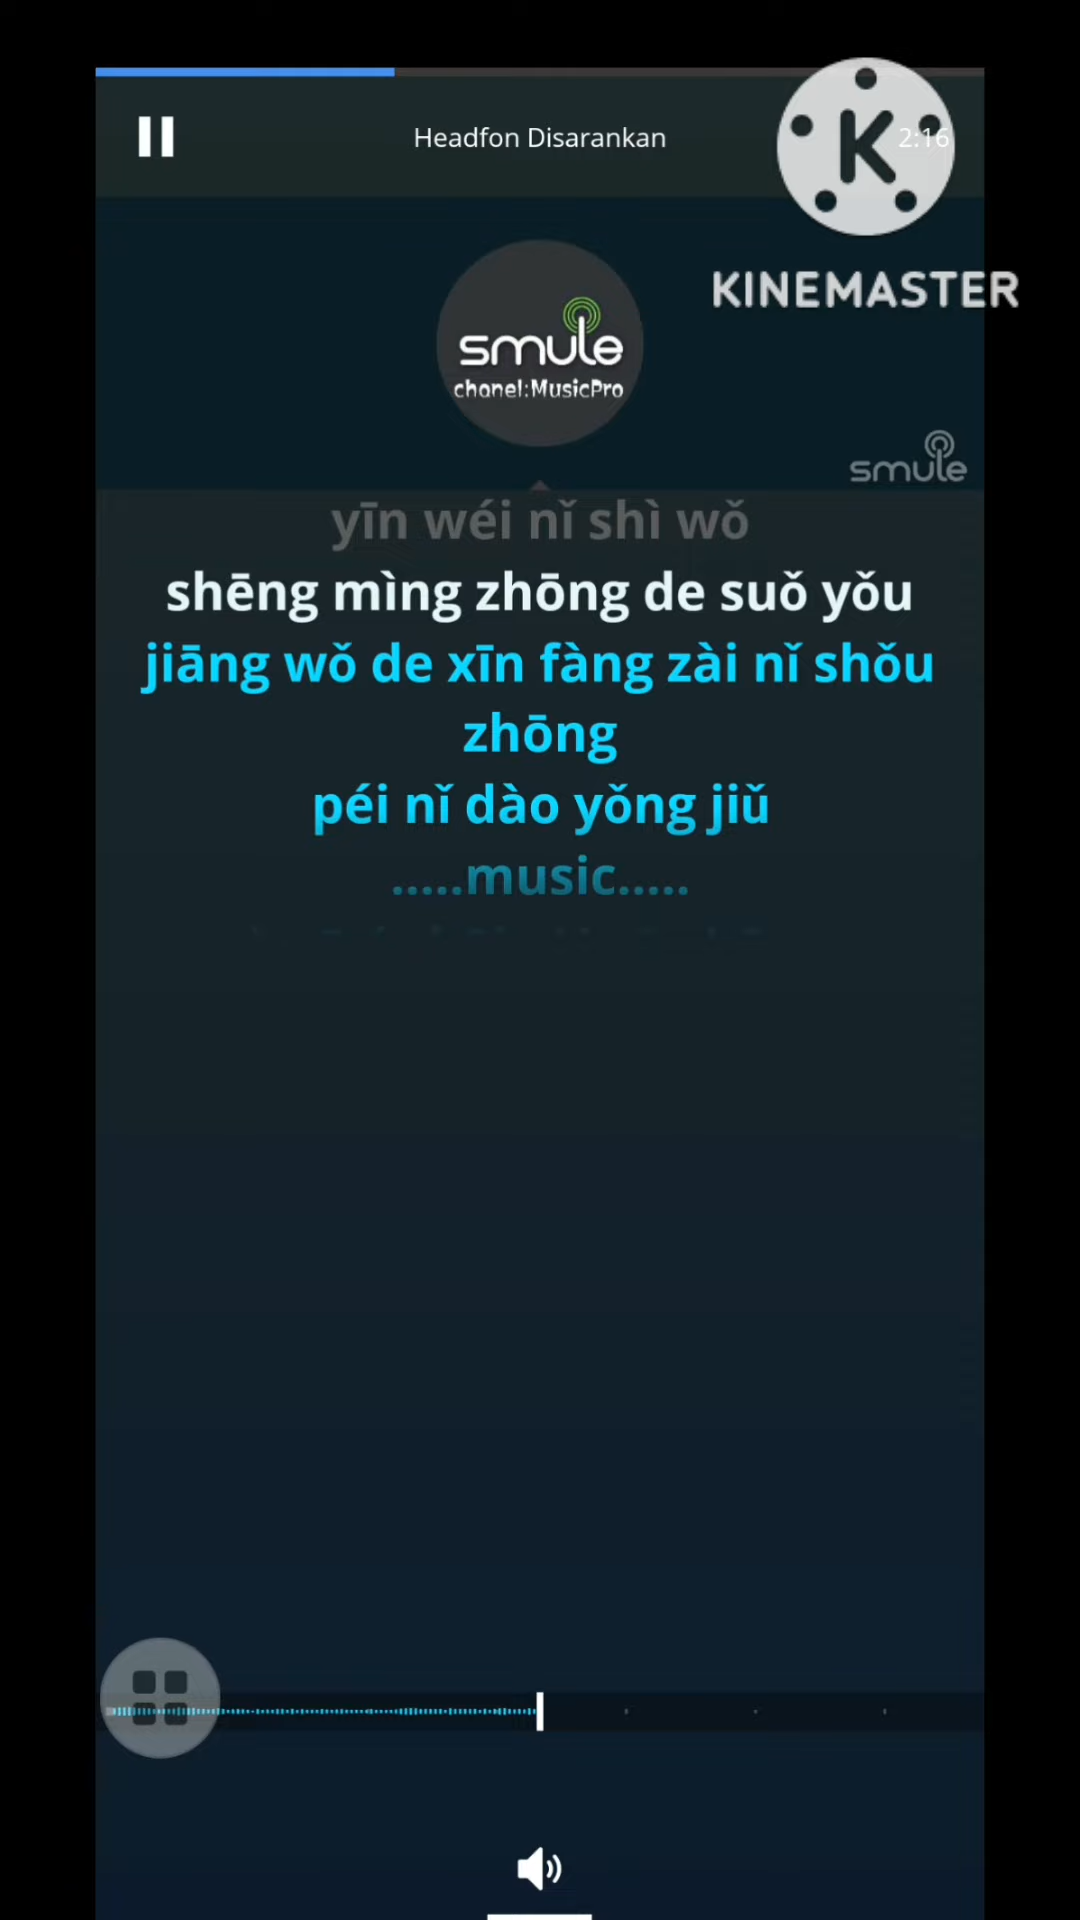 Headfon Disarankan
2:16
K
KINEMASTER
smule
chanel:MusicPro
smule
yīn wéi nǐ shì wǒ
shēng mìng zhōng de suǒ yǒu
jiāng wǒ de xīn fàng zài nǐ shǒu
zhōng
péi nǐ dào yǒng jiǔ
.....music.....